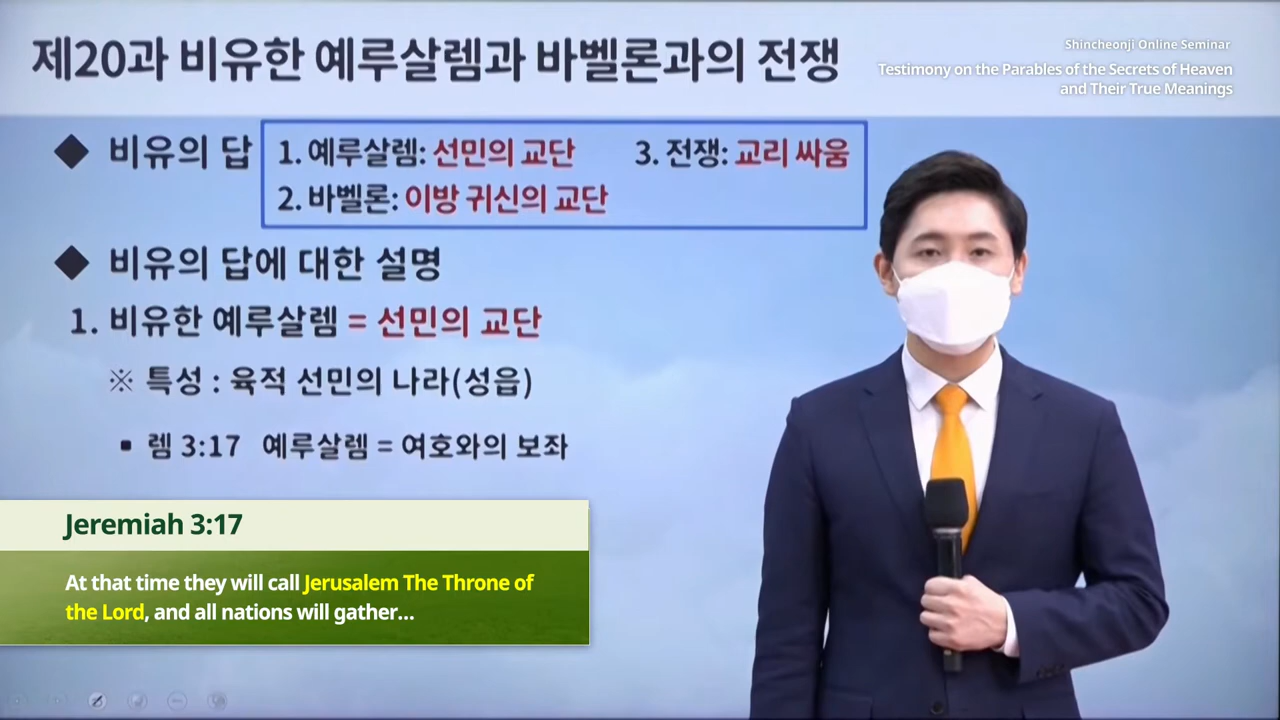 제20과 비유한 예루살렘과 바벨론과의 전쟁
Shincheonji Online Seminar
Testimony on the Parables of the Secrets of Heaven
and Their True Meanings
◆ 비유의 답
1. 예루살렘: 선민의 교단
3. 전쟁: 교리 싸움
2. 바벨론: 이방 귀신의 교단
◆ 비유의 답에 대한 설명
1. 비유한 예루살렘 = 선민의 교단
※ 특성 : 육적 선민의 나라(성읍)
▪ 렘 3:17 예루살렘 = 여호와의 보좌
Jeremiah 3:17
At that time they will call Jerusalem The Throne of
the Lord, and all nations will gather...